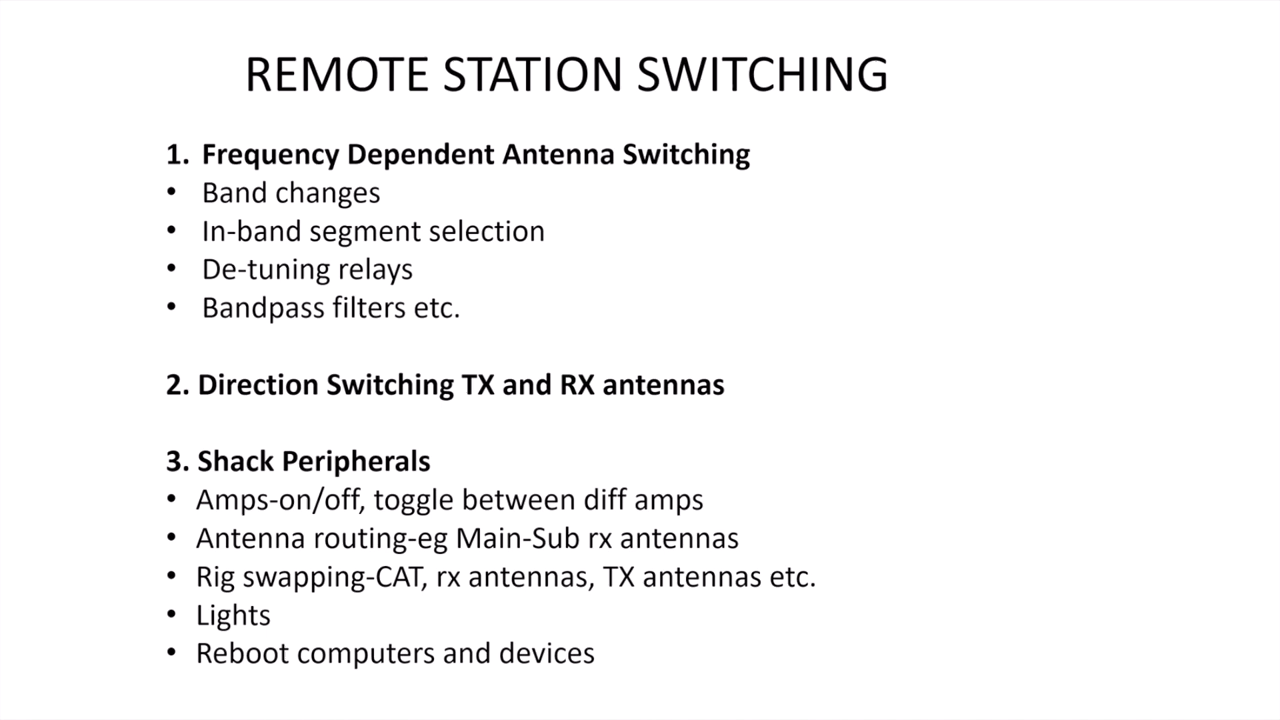 REMOTE STATION SWITCHING
1. Frequency Dependent Antenna Switching
• Band changes
• In-band segment selection
• De-tuning relays
• Bandpass filters etc.
2. Direction Switching TX and RX antennas
3. Shack Peripherals
• Amps-on/off, toggle between diff amps
• Antenna routing-eg Main-Sub rx antennas
• Rig swapping-CAT, rx antennas, TX antennas etc.
• Lights
• Reboot computers and devices